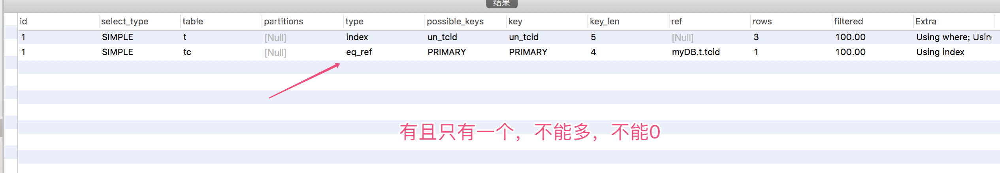 结果
id select_type table partitions type possible_keys key key_len ref rows filtered Extra
1 SIMPLE t [Null] index un_tcid un_tcid 5 [Null] 3 100.00 Using where; Using
1 SIMPLE tc [Null] eq_ref PRIMARY PRIMARY 4 myDB.t.tcid 1 100.00 Using index
有且只有一个，不能多，不能0